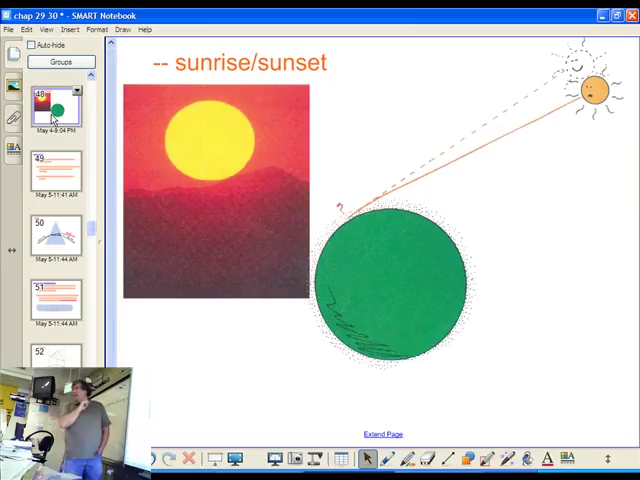 chap 29 30 * - SMART Notebook
File Edit View Insert Format Draw Help
Auto-hide
Groups
-- sunrise/sunset
48
May 4-9:04 PM
49
May 5-11:41 AM
50
May 5-11:44 AM
51
May 5-11:44 AM
52
Extend Page